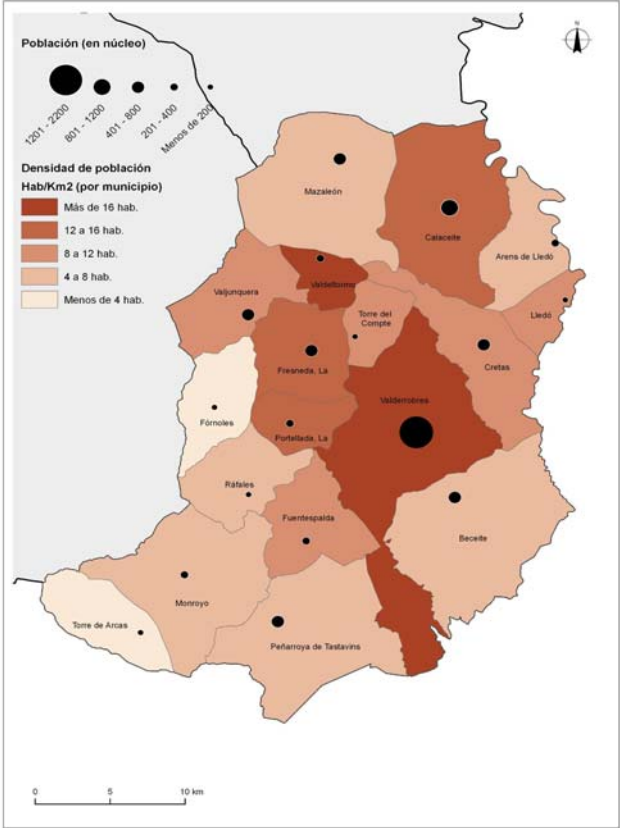 N
Población (en núcleo)
1201 - 2200
801 - 1200
401 - 800
201 - 400
Menos de 200
Densidad de población
Hab/Km2 (por municipio)
Más de 16 hab.
12 a 16 hab.
8 a 12 hab.
4 a 8 hab.
Menos de 4 hab.
Mazaleón
Calaceite
Arens de Lledó
Valdeltormo
Valjunquera
Lledó
Torre del
Compte
Cretas
Fresneda, La
Valderrobres
Fórnoles
Portellada, La
Ráfales
Fuentespalda
Beceite
Monroyo
Torre de Arcas
Peñarroya de Tastavins
0 5 10 km